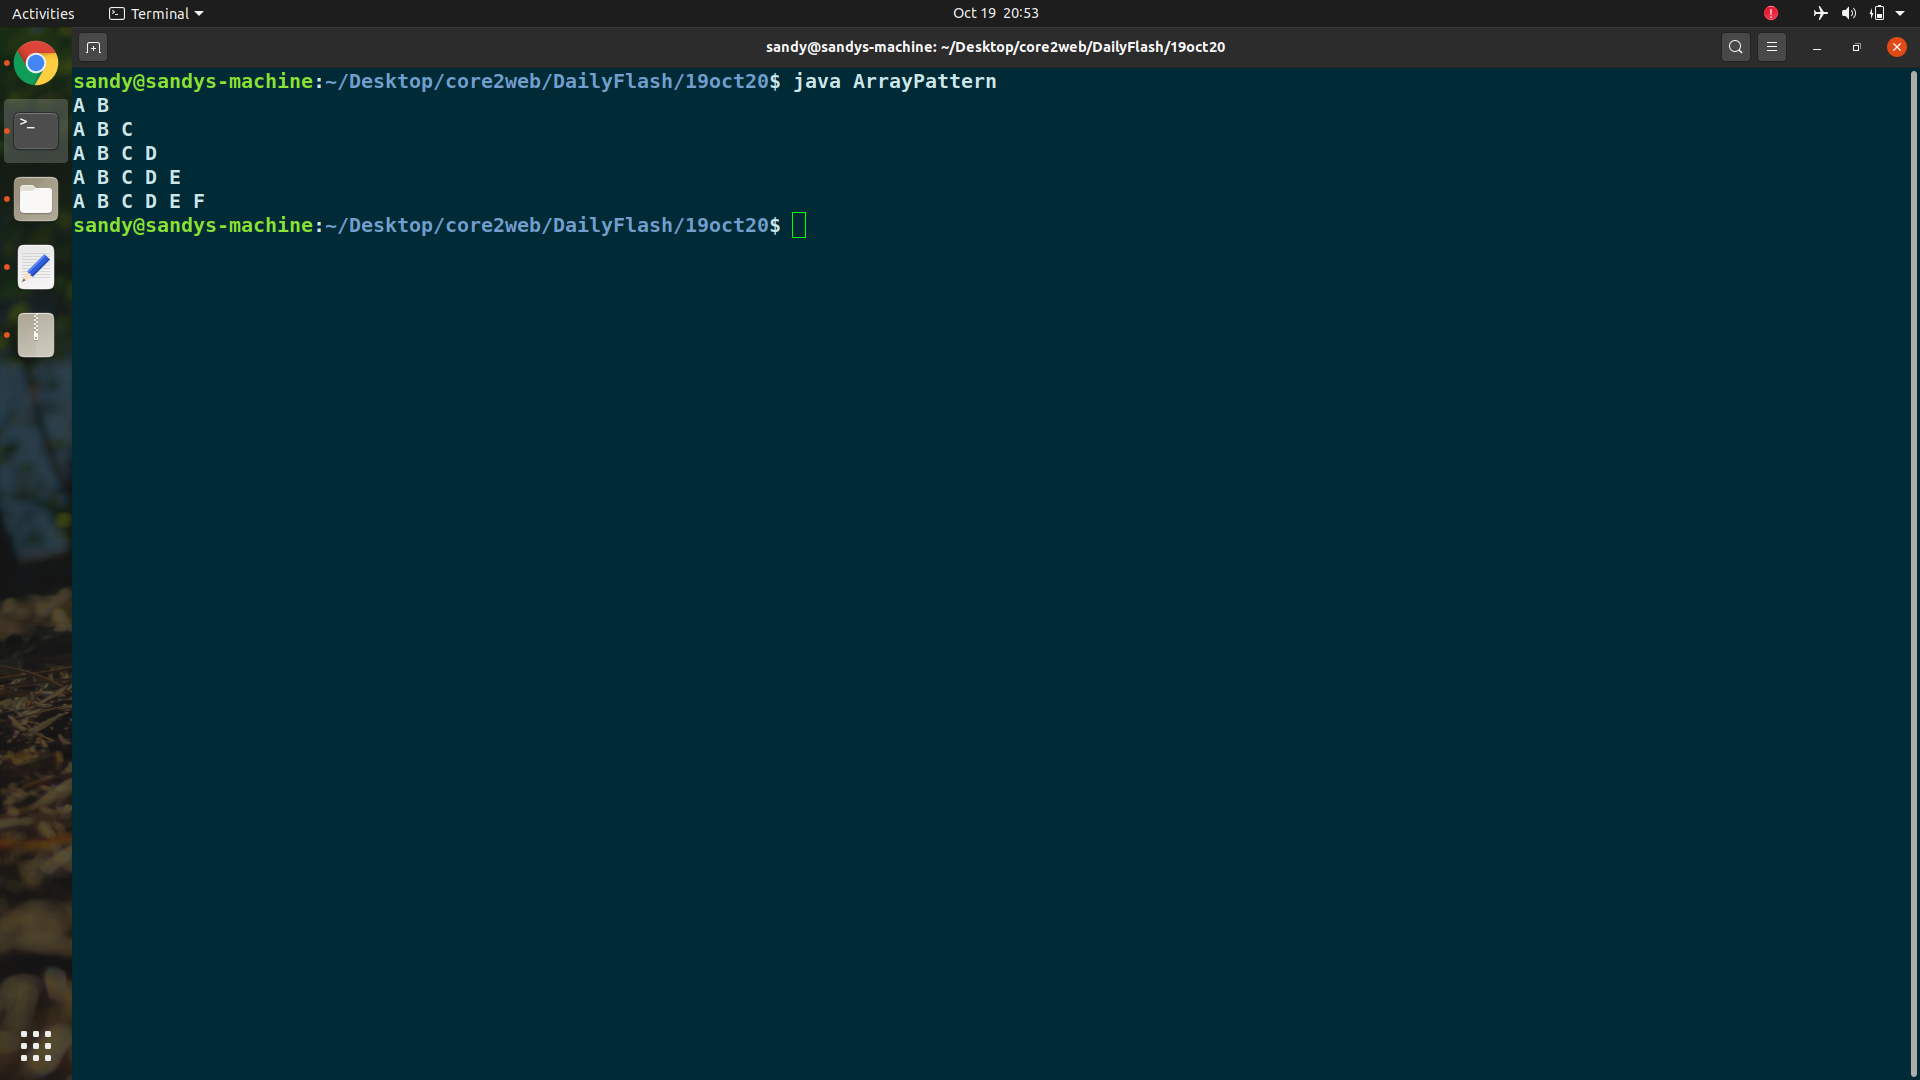 Activities Terminal Oct 19 20:53
sandy@sandys-machine: ~/Desktop/core2web/DailyFlash/19oct20
sandy@sandys-machine:~/Desktop/core2web/DailyFlash/19oct20$ java ArrayPattern
A B
A B C
A B C D
A B C D E
A B C D E F
sandy@sandys-machine:~/Desktop/core2web/DailyFlash/19oct20$